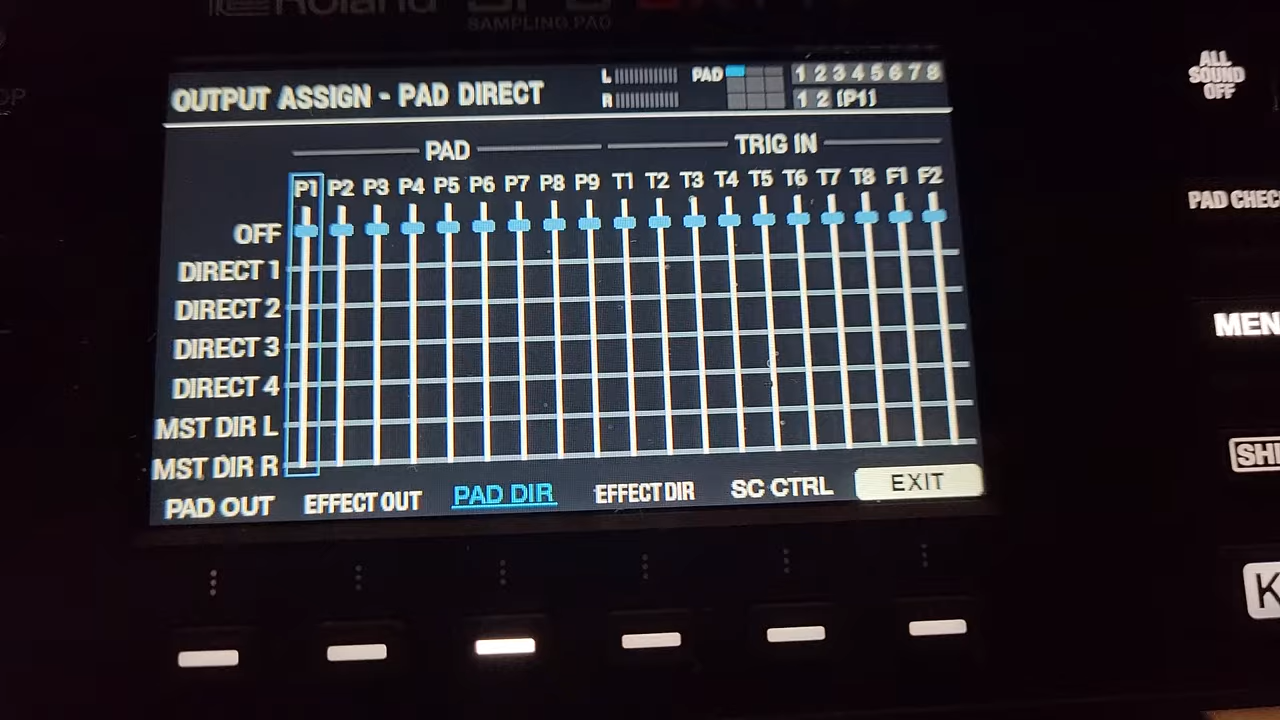 Roland
SAMPLING PAD
OUTPUT ASSIGN - PAD DIRECT
L
R
PAD
1 2 3 4 5 6 7 8
1 2 [P1]
ALL
SOUND
OFF
PAD TRIG IN
P1 P2 P3 P4 P5 P6 P7 P8 P9 T1 T2 T3 T4 T5 T6 T7 T8 F1 F2
OFF
DIRECT 1
DIRECT 2
DIRECT 3
DIRECT 4
MST DIR L
MST DIR R
PAD OUT EFFECT OUT PAD DIR EFFECT DIR SC CTRL EXIT
PAD CHEC
MEN
SHI
K